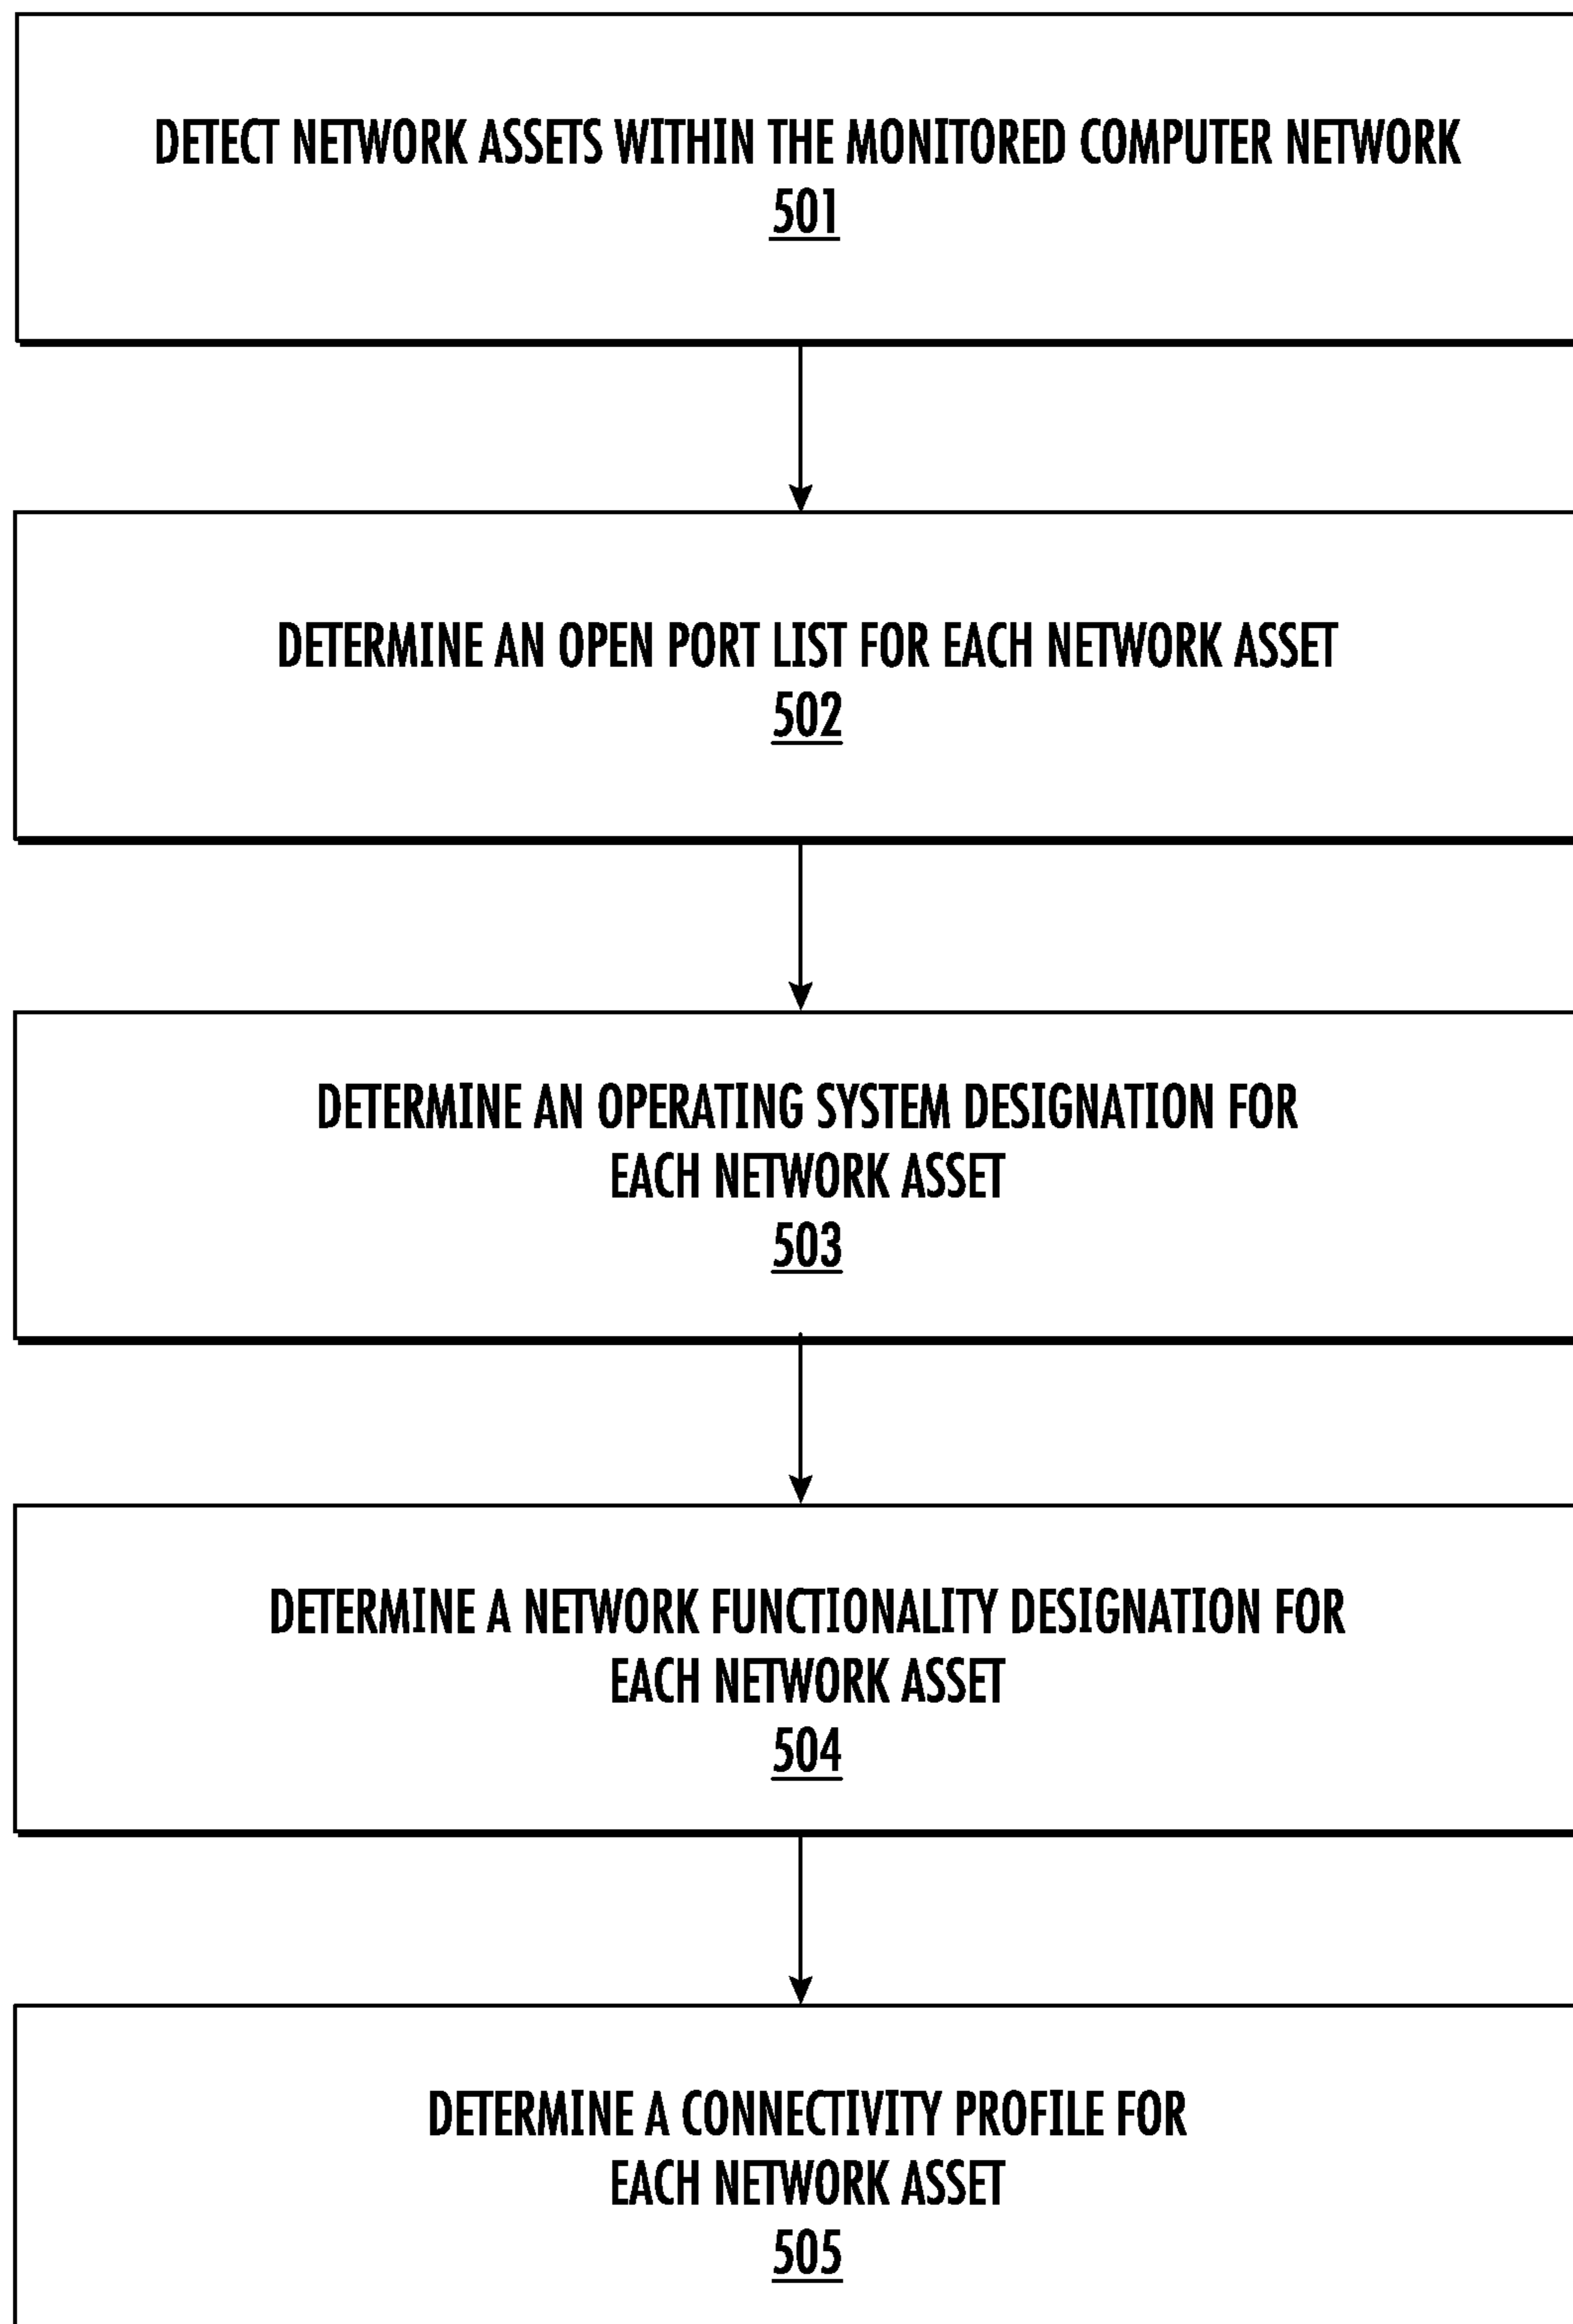 DETECT NETWORK ASSETS WITHIN THE MONITORED COMPUTER NETWORK
501
DETERMINE AN OPEN PORT LIST FOR EACH NETWORK ASSET
502
DETERMINE AN OPERATING SYSTEM DESIGNATION FOR
EACH NETWORK ASSET
503
DETERMINE A NETWORK FUNCTIONALITY DESIGNATION FOR
EACH NETWORK ASSET
504
DETERMINE A CONNECTIVITY PROFILE FOR
EACH NETWORK ASSET
505